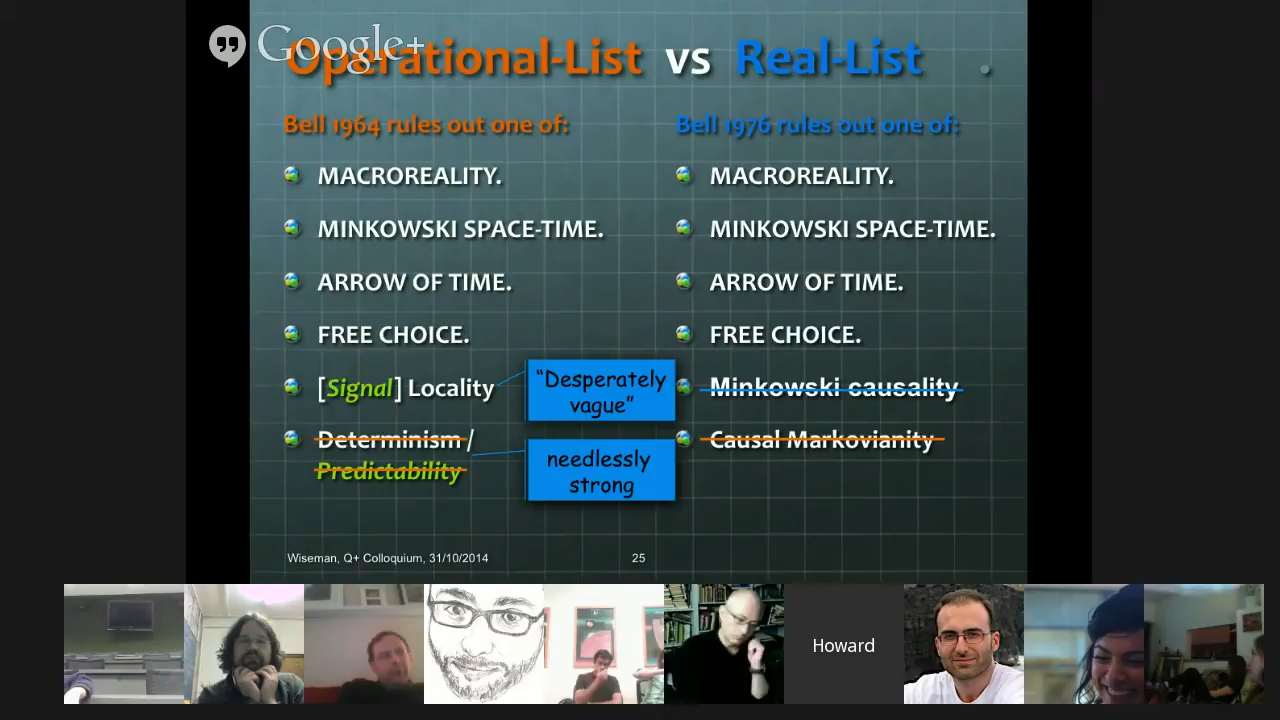 Google+
Operational-List vs Real-List
Bell 1964 rules out one of:
MACROREALITY.
MINKOWSKI SPACE-TIME.
ARROW OF TIME.
FREE CHOICE.
[Signal] Locality
Determinism /
Predictability
"Desperately
vague"
needlessly
strong
Bell 1976 rules out one of:
MACROREALITY.
MINKOWSKI SPACE-TIME.
ARROW OF TIME.
FREE CHOICE.
Minkowski causality
Causal Markovianity
Wiseman, Q+ Colloquium, 31/10/2014
25
Howard